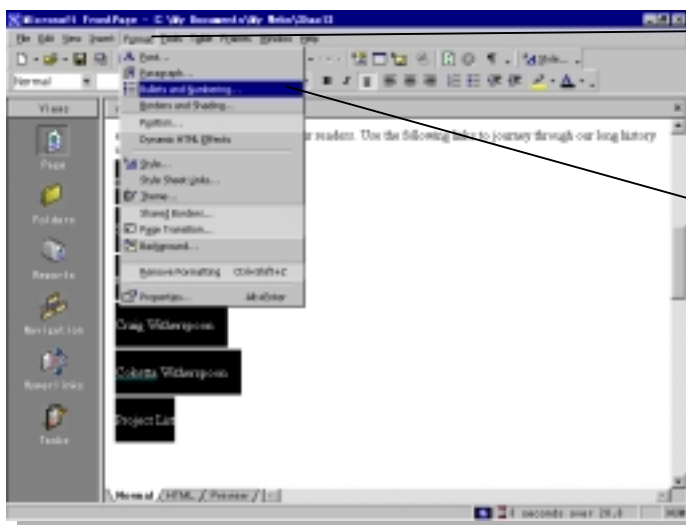 Microsoft FrontPage - C:\My Documents\My Webs\
File Edit View Insert Format Tools Table Frames Window Help
Normal
Font...
Paragraph...
Bullets and Numbering...
Borders and Shading...
Position...
Dynamic HTML Effects
Style...
Style Sheet Links...
Theme...
Shared Borders...
Page Transition...
Background...
Remove Formatting Ctrl+Shift+Z
Properties... Alt+Enter
Views
Page
Folders
Reports
Navigation
Hyperlinks
Tasks
r readers. Use the following links to journey through our long history
Craig Witherspoon
Coletta Witherspoon
Project List
Normal HTML Preview
seconds over 28.8 NUM